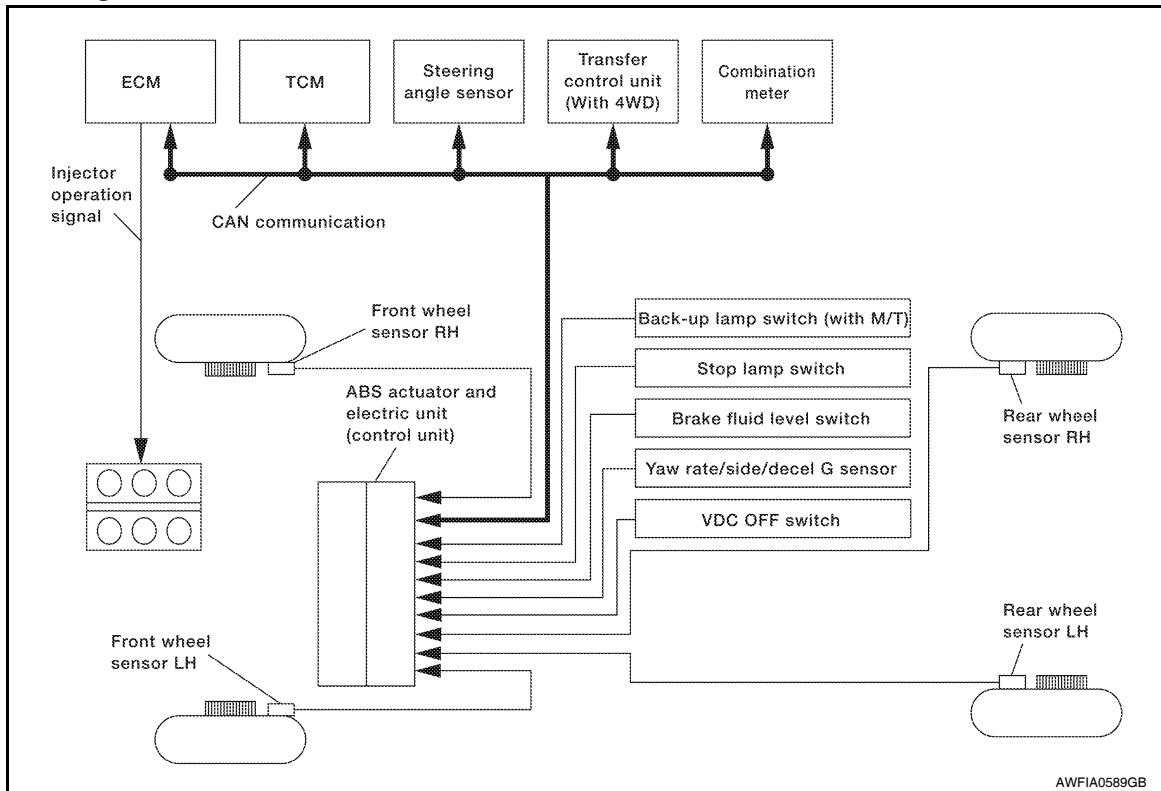 ECM
TCM
Steering
angle sensor
Transfer
control unit
(With 4WD)
Combination
meter
Injector
operation
signal
CAN communication
Front wheel
sensor RH
ABS actuator and
electric unit
(control unit)
Back-up lamp switch (with M/T)
Stop lamp switch
Brake fluid level switch
Yaw rate/side/decel G sensor
VDC OFF switch
Rear wheel
sensor RH
Front wheel
sensor LH
Rear wheel
sensor LH
AWFIA0589GB